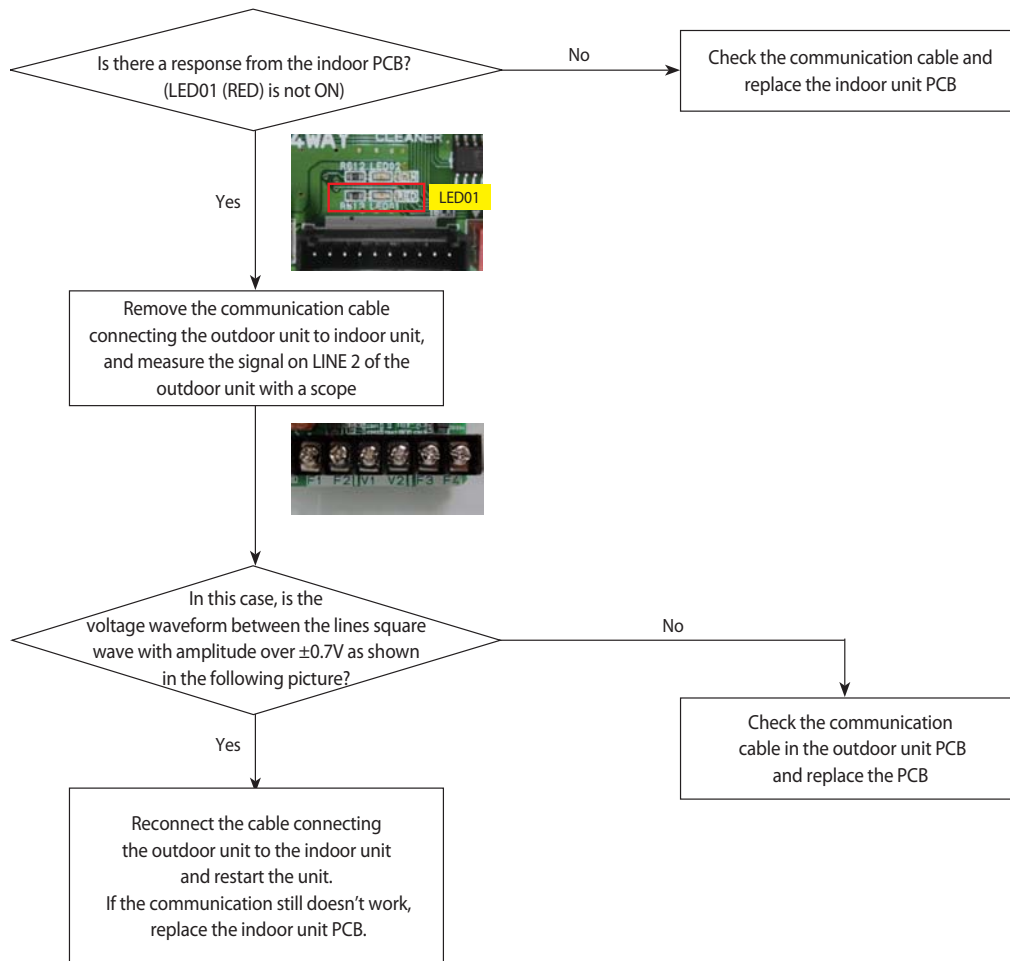 Is there a response from the indoor PCB?
(LED01 (RED) is not ON)
No
Check the communication cable and
replace the indoor unit PCB
Yes
4WAY
CLEANER
R612 LED02
LED01
Remove the communication cable
connecting the outdoor unit to indoor unit,
and measure the signal on LINE 2 of the
outdoor unit with a scope
F1 F2 V1 V2 F3 F4
In this case, is the
voltage waveform between the lines square
wave with amplitude over ±0.7V as shown
in the following picture?
No
Check the communication
cable in the outdoor unit PCB
and replace the PCB
Yes
Reconnect the cable connecting
the outdoor unit to the indoor unit
and restart the unit.
If the communication still doesn’t work,
replace the indoor unit PCB.